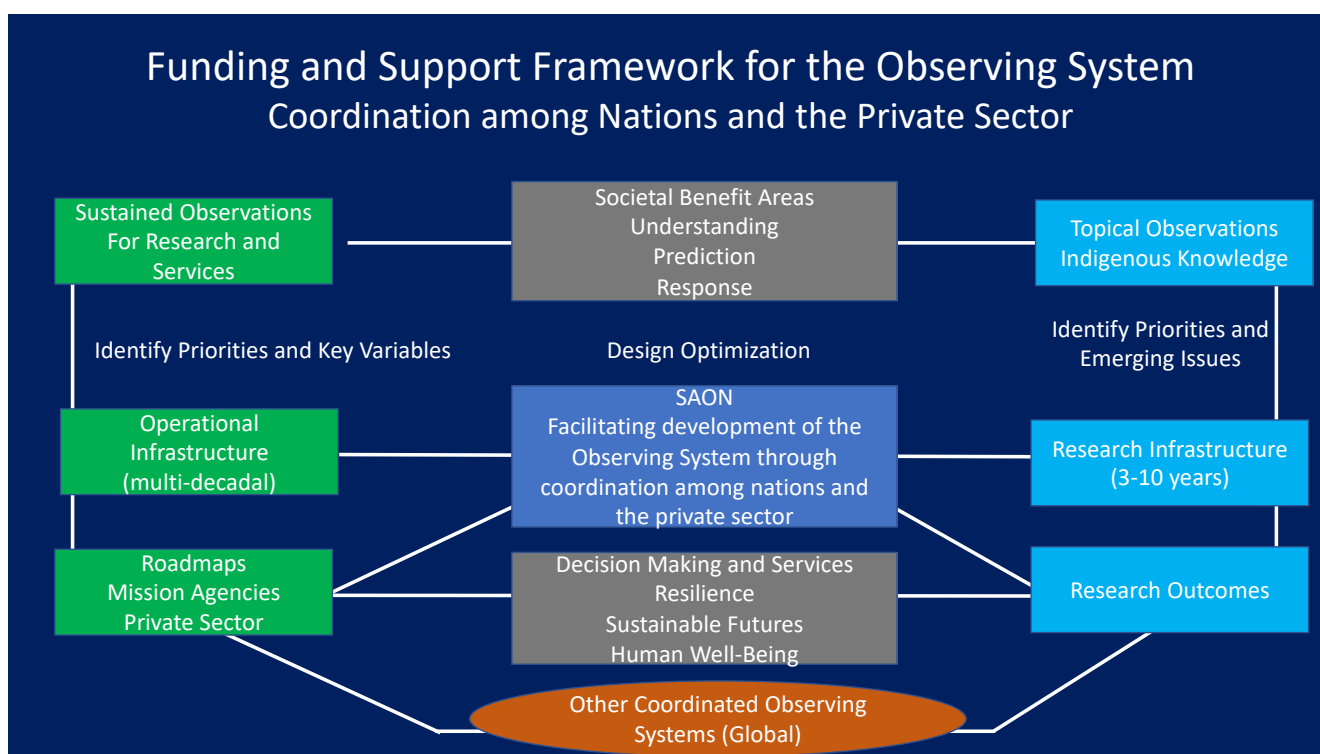 Funding and Support Framework for the Observing System
Coordination among Nations and the Private Sector
Sustained Observations
For Research and
Services
Societal Benefit Areas
Understanding
Prediction
Response
Topical Observations
Indigenous Knowledge
Identify Priorities and Key Variables
Design Optimization
Identify Priorities and
Emerging Issues
Operational
Infrastructure
(multi-decadal)
SAON
Facilitating development of the
Observing System through
coordination among nations and
the private sector
Research Infrastructure
(3-10 years)
Roadmaps
Mission Agencies
Private Sector
Decision Making and Services
Resilience
Sustainable Futures
Human Well-Being
Research Outcomes
Other Coordinated Observing
Systems (Global)